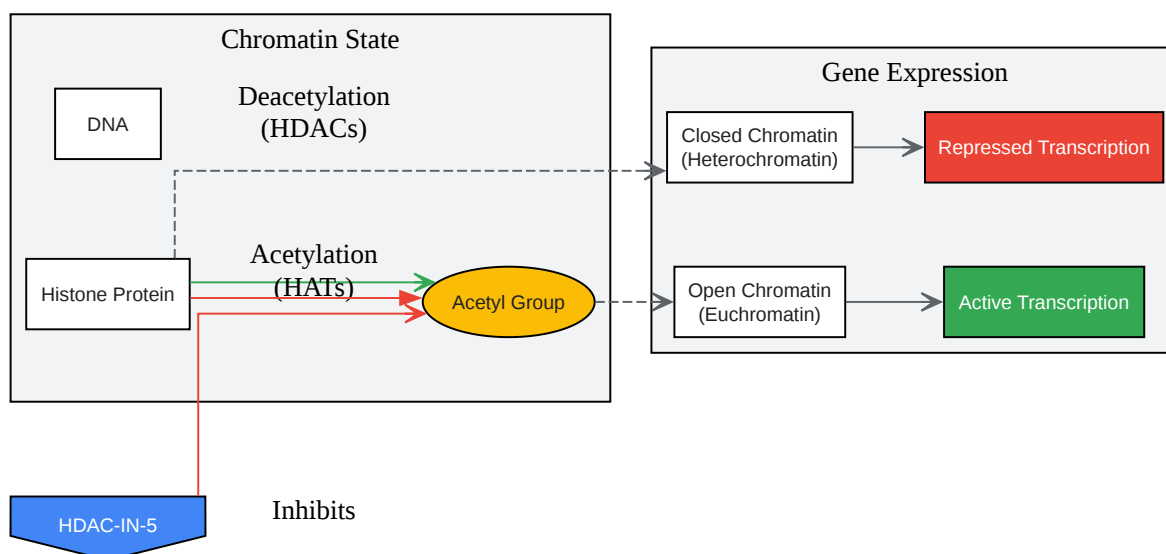 Chromatin State
DNA
Deacetylation
(HDACs)
Histone Protein
Acetylation
(HATs)
Acetyl Group
Gene Expression
Closed Chromatin
(Heterochromatin)
Repressed Transcription
Open Chromatin
(Euchromatin)
Active Transcription
HDAC-IN-5
Inhibits